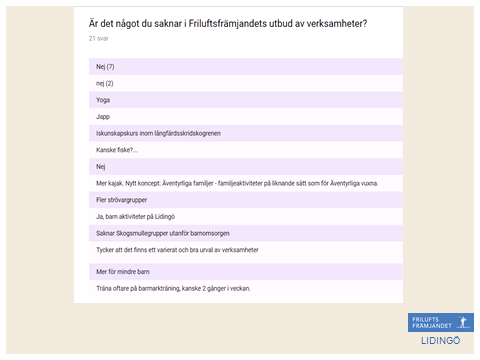 Är det något du saknar i Friluftsfrämjandets utbud av verksamheter?
21 svar
Nej (7)
nej (2)
Yoga
Japp
Iskunskapskurs inom långfärdsskridskogrenen
Kanske fiske?...
Nej
Mer kajak. Nytt koncept: Äventyrliga familjer - familjeaktiviteter på liknande sätt som för Äventyrliga vuxna.
Fler strövargrupper
Ja, barn aktiviteter på Lidingö
Saknar Skogsmullegrupper utanför barnomsorgen
Tycker att det finns ett varierat och bra urval av verksamheter
Mer för mindre barn
Träna oftare på barmarkträning, kanske 2 gånger i veckan.
FRILUFTS
FRÄMJANDET
LIDINGÖ